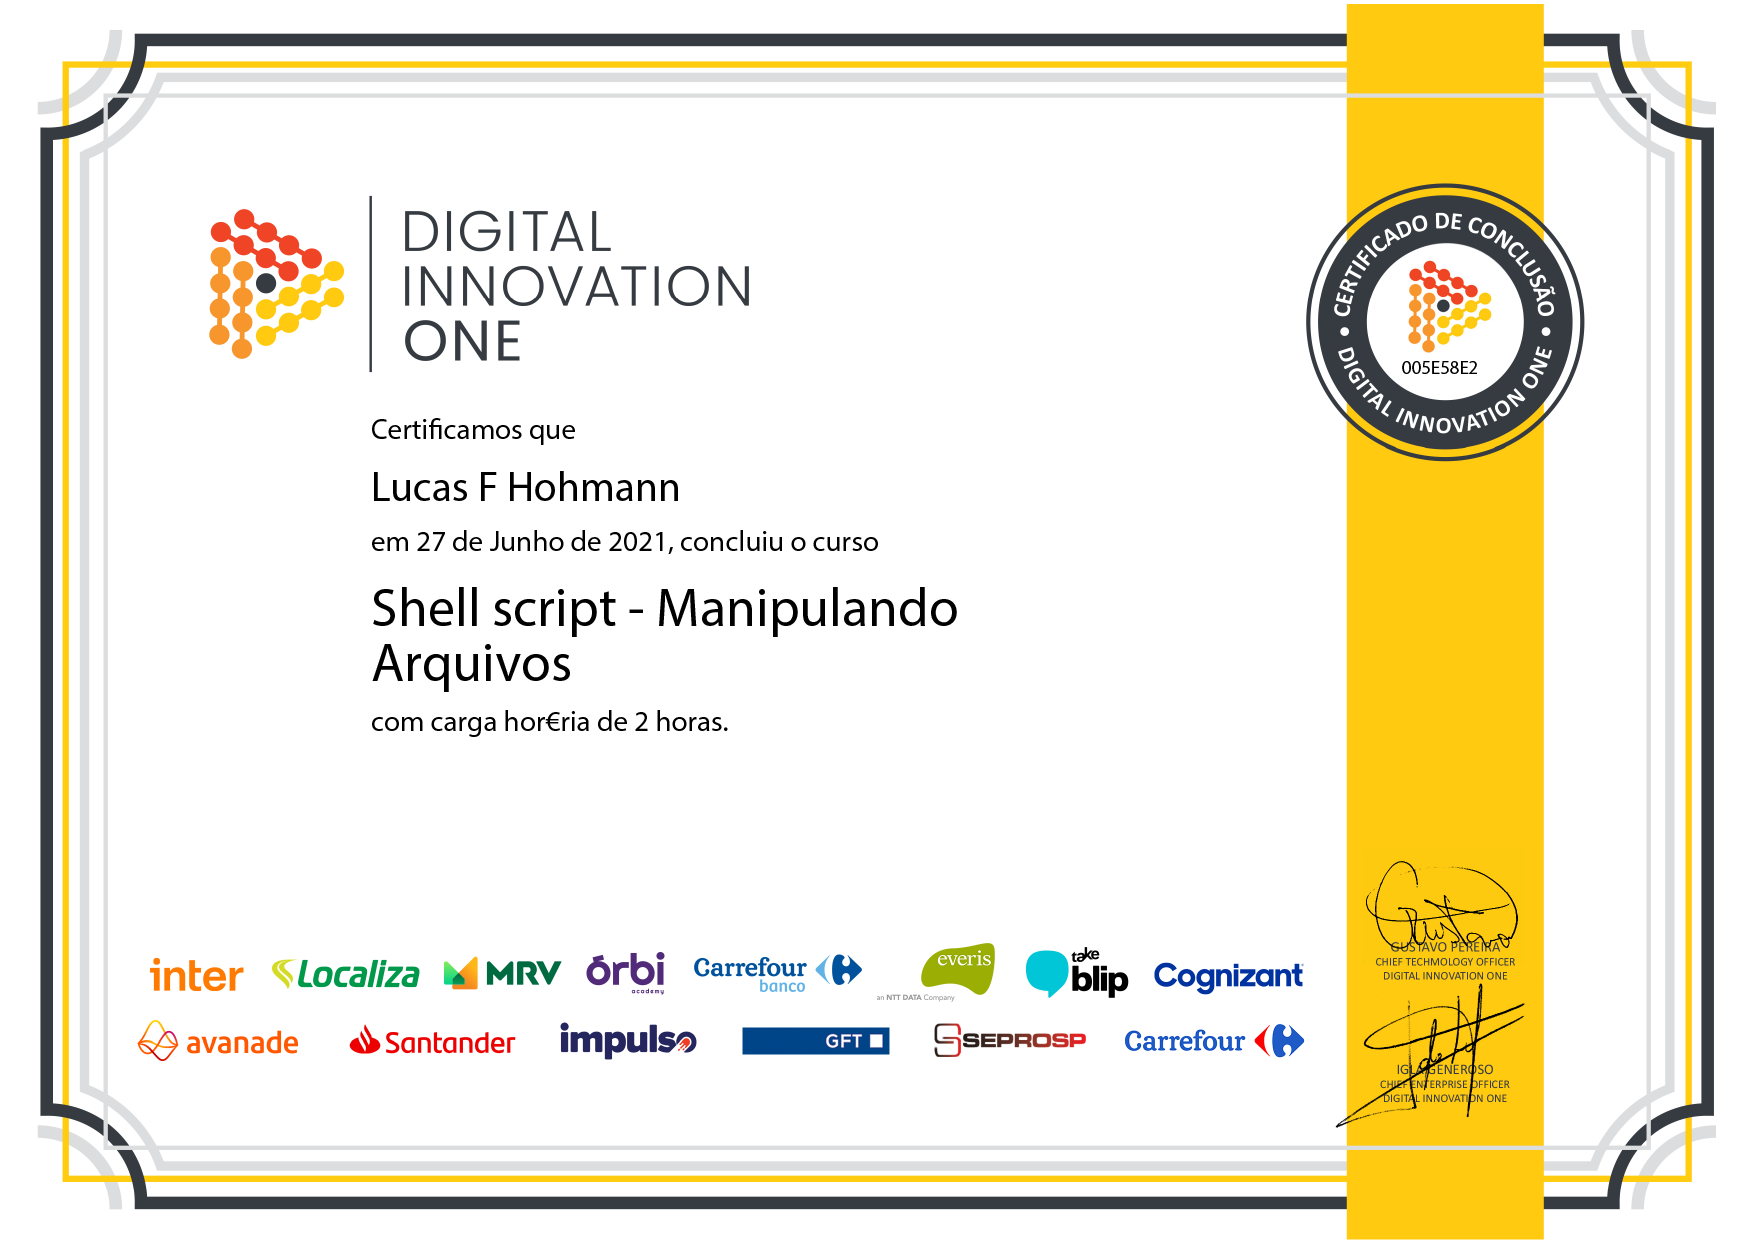 DIGITAL
INNOVATION
ONE
CERTIFICADO DE CONCLUSÃO
005E58E2
• DIGITAL INNOVATION ONE •
Certificamos que
Lucas F Hohmann
em 27 de Junho de 2021, concluiu o curso
Shell script - Manipulando
Arquivos
com carga hor€ria de 2 horas.
inter Localiza MRV órbi academy Carrefour banco everis an NTT DATA Company take blip Cognizant
avanade Santander impulso GFT SEPROSP Carrefour
GUSTAVO PEREIRA
CHIEF TECHNOLOGY OFFICER
DIGITAL INNOVATION ONE
IGLA GENEROSO
CHIEF ENTERPRISE OFFICER
DIGITAL INNOVATION ONE